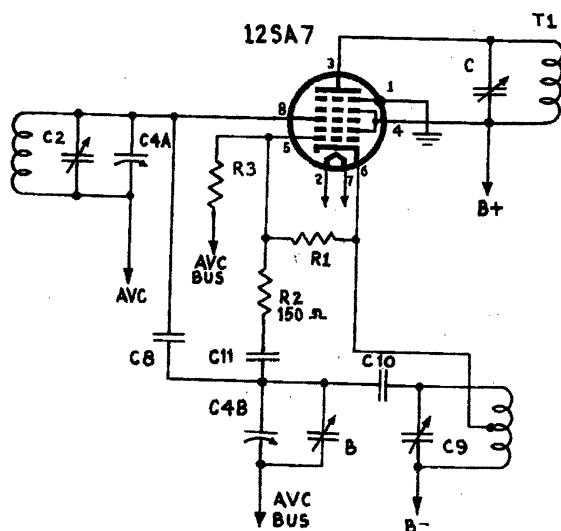 12SA7
T1
3
1
C
8
C2
C4A
4
5
R3
2
7
6
B+
R1
AVC
BUS
AVC
R2
150 Ω
C8
C11
C10
C4B
B
C9
AVC
BUS
B-